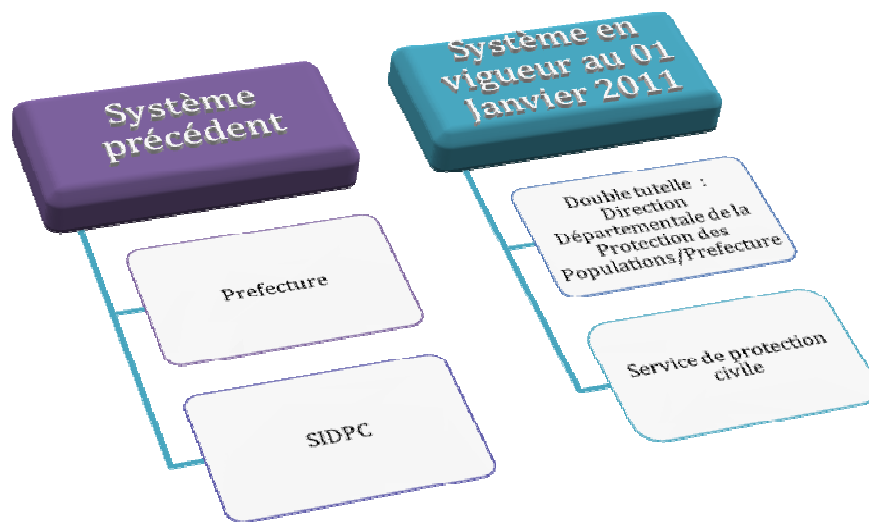 Système
précédent
Prefecture
SIDPC
Système en
vigueur au 01
Janvier 2011
Double tutelle :
Direction
Départementale de la
Protection des
Populations/Prefecture
Service de protection
civile